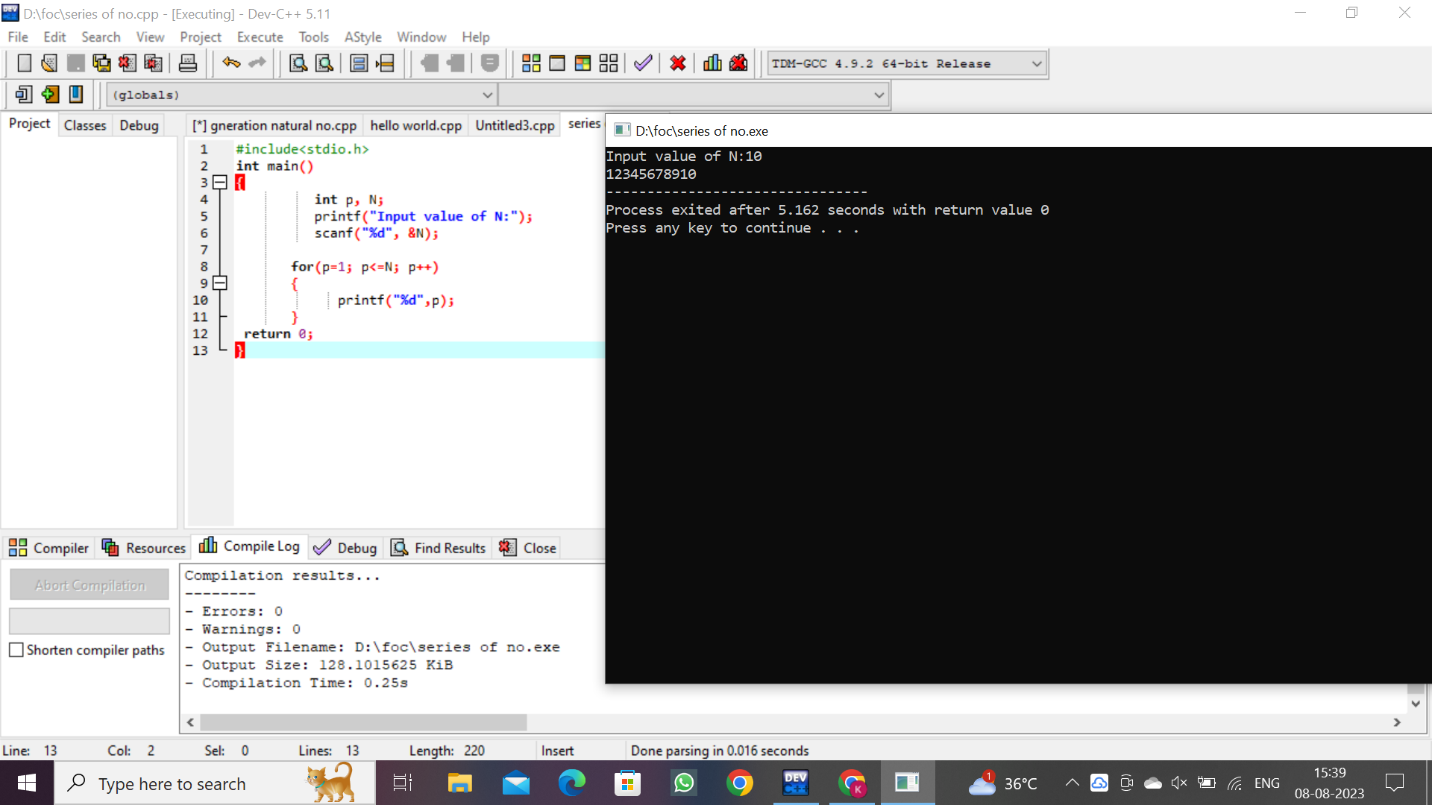 D:\foc\series of no.cpp - [Executing] - Dev-C++ 5.11
File Edit Search View Project Execute Tools AStyle Window Help
TDM-GCC 4.9.2 64-bit Release
(globals)
Project Classes Debug
[*] gneration natural no.cpp hello world.cpp Untitled3.cpp series
1 #include<stdio.h>
2 int main()
3 {
4 int p, N;
5 printf("Input value of N:");
6 scanf("%d", &N);
7
8 for(p=1; p<=N; p++)
9 {
10 printf("%d",p);
11 }
12 return 0;
13 }
D:\foc\series of no.exe
Input value of N:10
12345678910
--------------------------------
Process exited after 5.162 seconds with return value 0
Press any key to continue . . .
Compiler Resources Compile Log Debug Find Results Close
Abort Compilation
Shorten compiler paths
Compilation results...
--------
- Errors: 0
- Warnings: 0
- Output Filename: D:\foc\series of no.exe
- Output Size: 128.1015625 KiB
- Compilation Time: 0.25s
Line: 13 Col: 2 Sel: 0 Lines: 13 Length: 220 Insert Done parsing in 0.016 seconds
Type here to search
DEV C++
K
1
36°C
ENG
15:39
08-08-2023